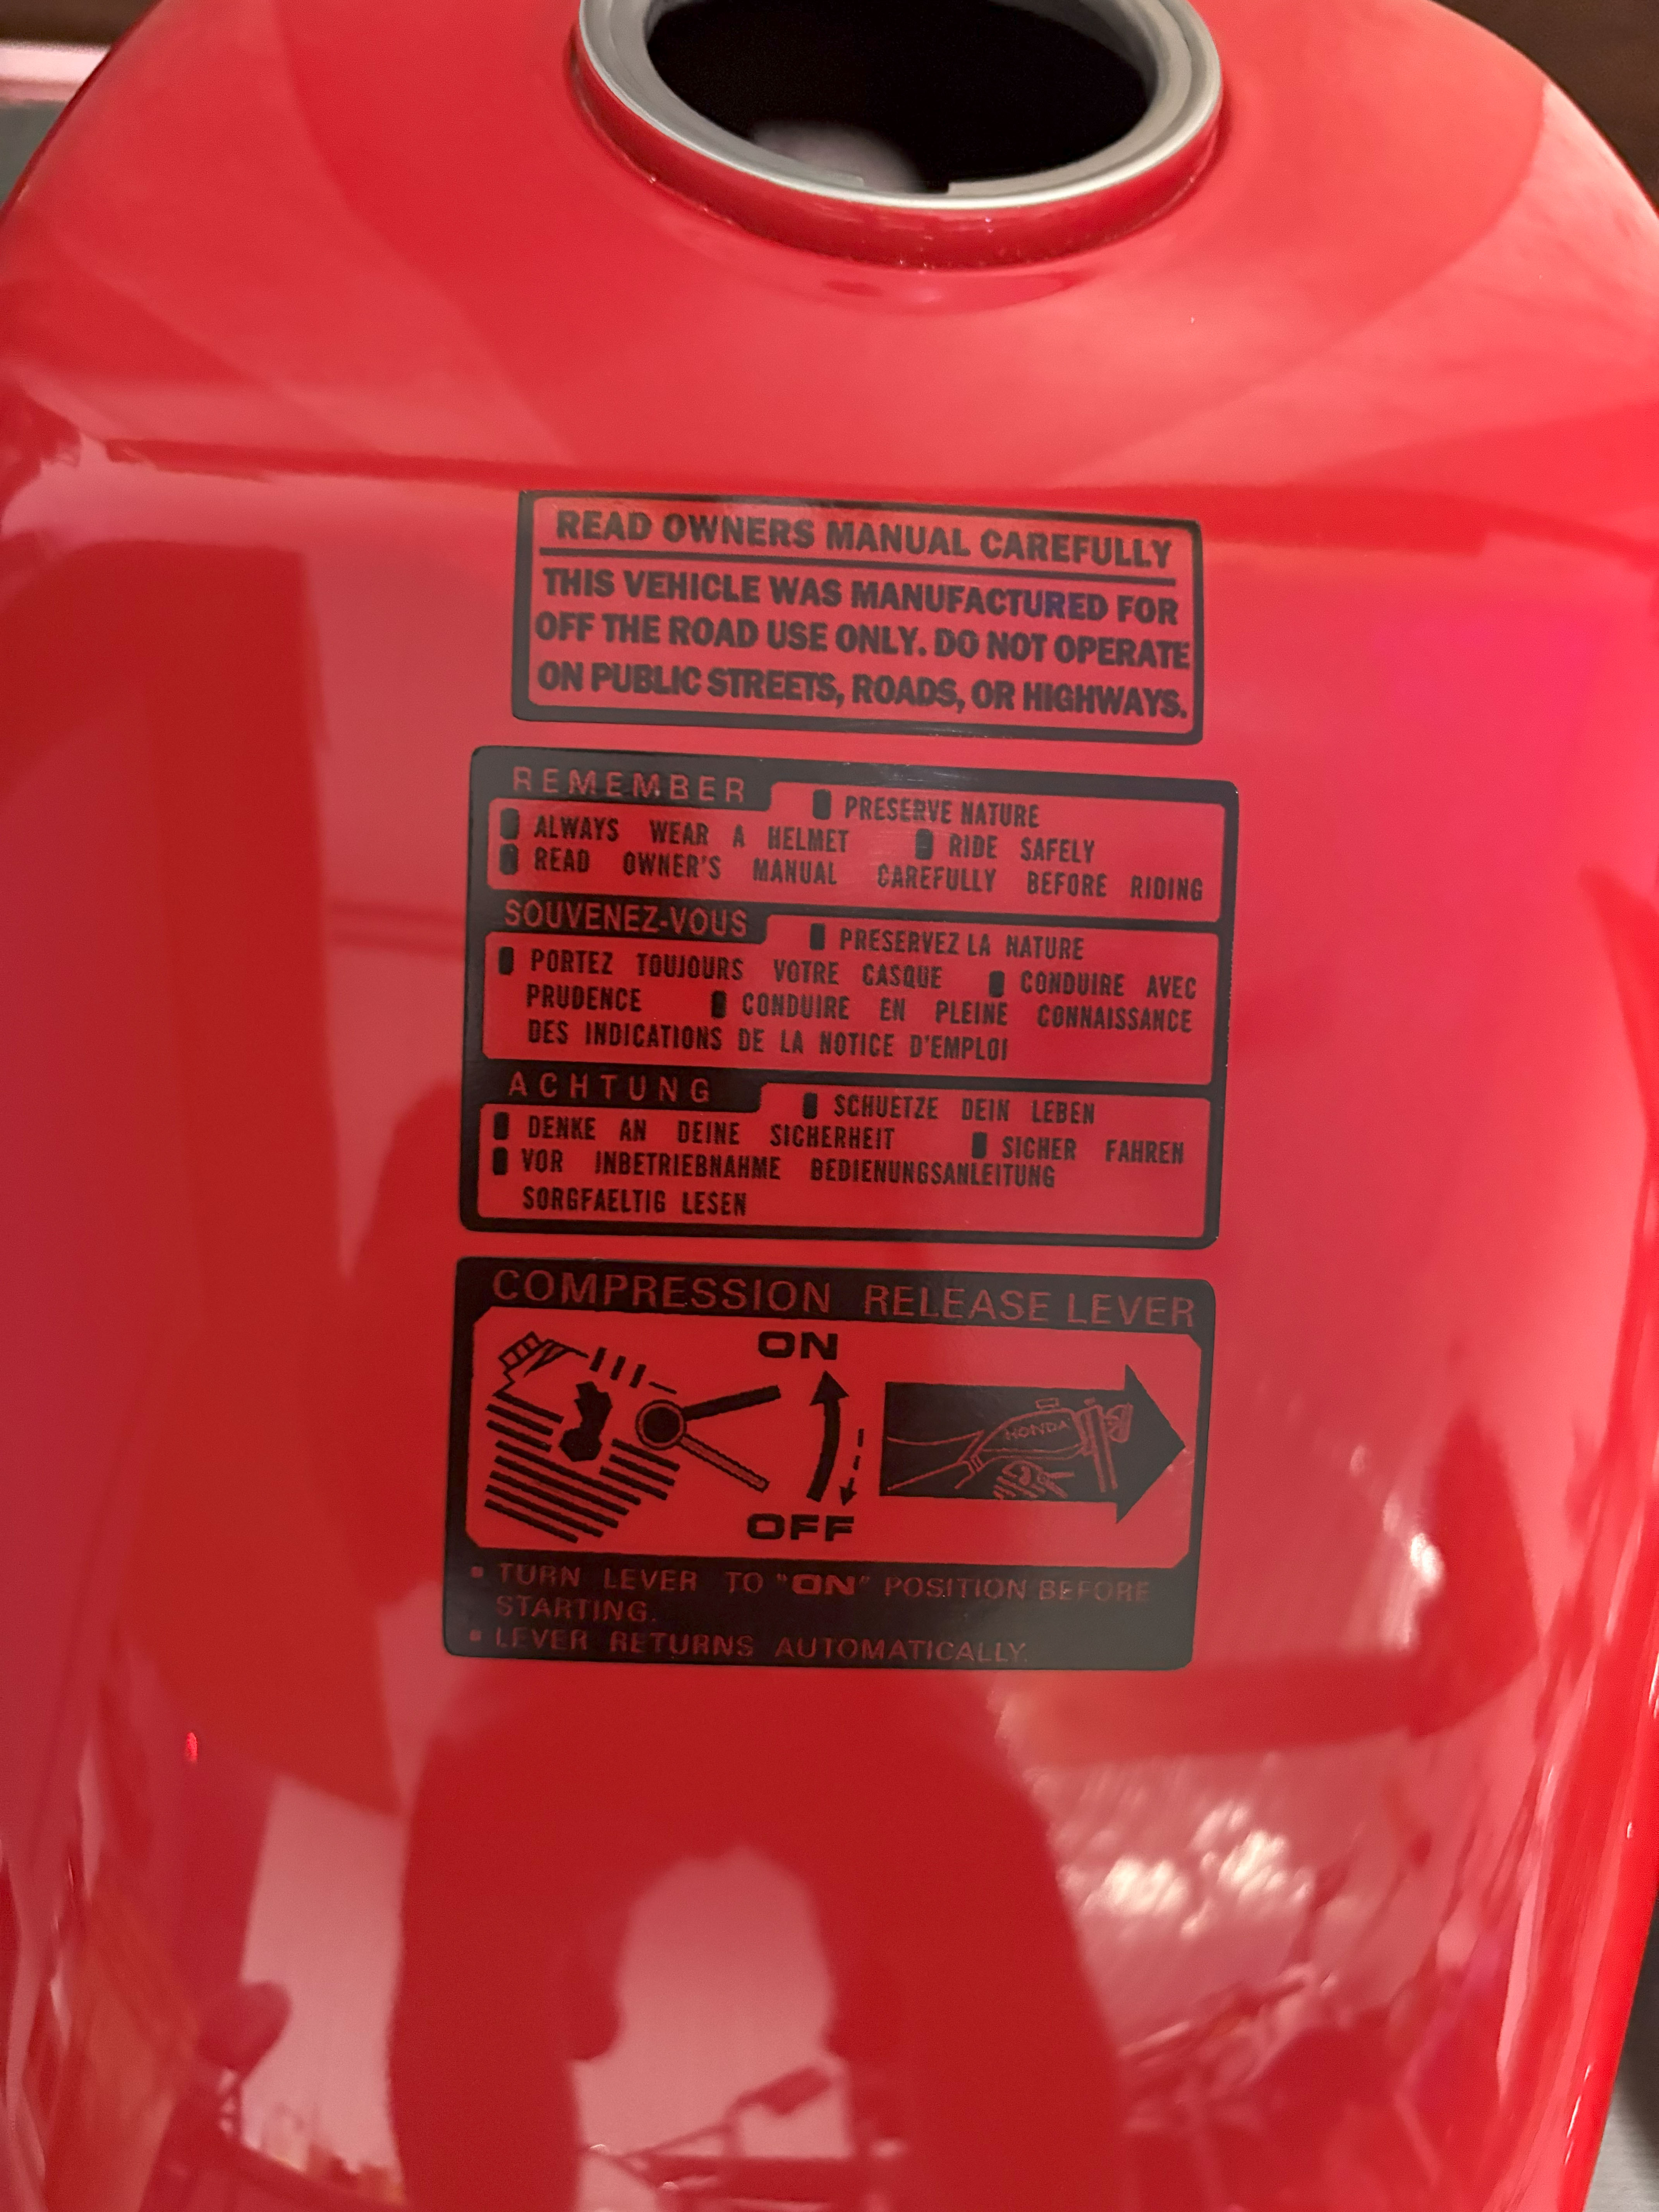 READ OWNERS MANUAL CAREFULLY
THIS VEHICLE WAS MANUFACTURED FOR
OFF THE ROAD USE ONLY. DO NOT OPERATE
ON PUBLIC STREETS, ROADS, OR HIGHWAYS.
REMEMBER PRESERVE NATURE
ALWAYS WEAR A HELMET RIDE SAFELY
READ OWNER'S MANUAL CAREFULLY BEFORE RIDING
SOUVENEZ-VOUS PRESERVEZ LA NATURE
PORTEZ TOUJOURS VOTRE CASQUE CONDUIRE AVEC
PRUDENCE CONDUIRE EN PLEINE CONNAISSANCE
DES INDICATIONS DE LA NOTICE D'EMPLOI
ACHTUNG SCHUETZE DEIN LEBEN
DENKE AN DEINE SICHERHEIT SICHER FAHREN
VOR INBETRIEBNAHME BEDIENUNGSANLEITUNG
SORGFAELTIG LESEN
COMPRESSION RELEASE LEVER
ON
HONDA
OFF
TURN LEVER TO "ON" POSITION BEFORE
STARTING.
LEVER RETURNS AUTOMATICALLY.